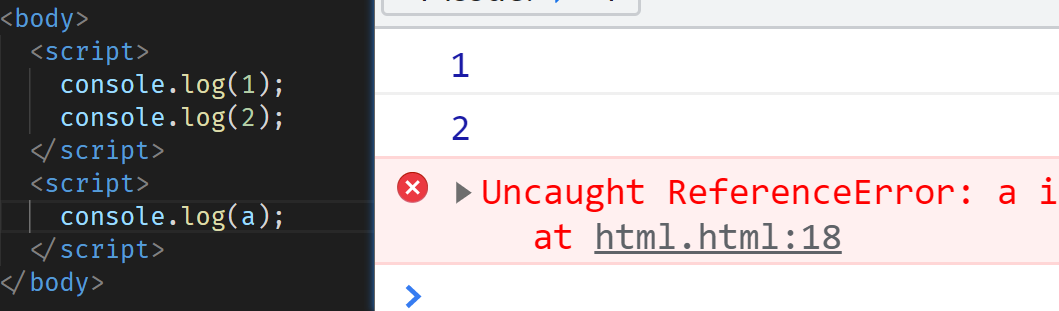 <body>
<script>
console.log(1);
console.log(2);
</script>
<script>
console.log(a);
</script>
</body>
1
2
Uncaught ReferenceError: a i
at html.html:18